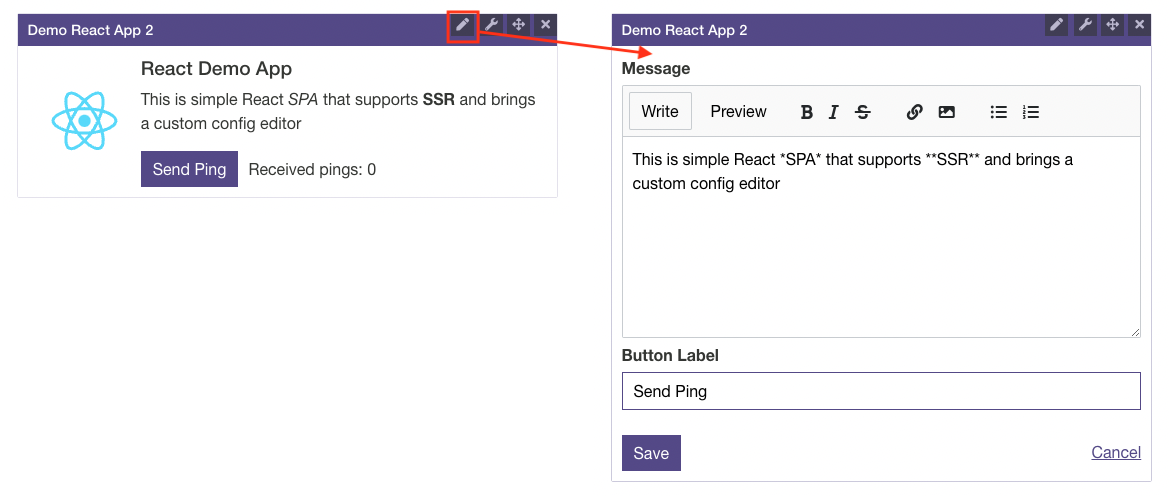 Demo React App 2
React Demo App
This is simple React SPA that supports SSR and brings
a custom config editor
Send Ping
Received pings: 0
Demo React App 2
Message
Write Preview B I S
This is simple React *SPA* that supports **SSR** and brings a
custom config editor
Button Label
Send Ping
Save
Cancel